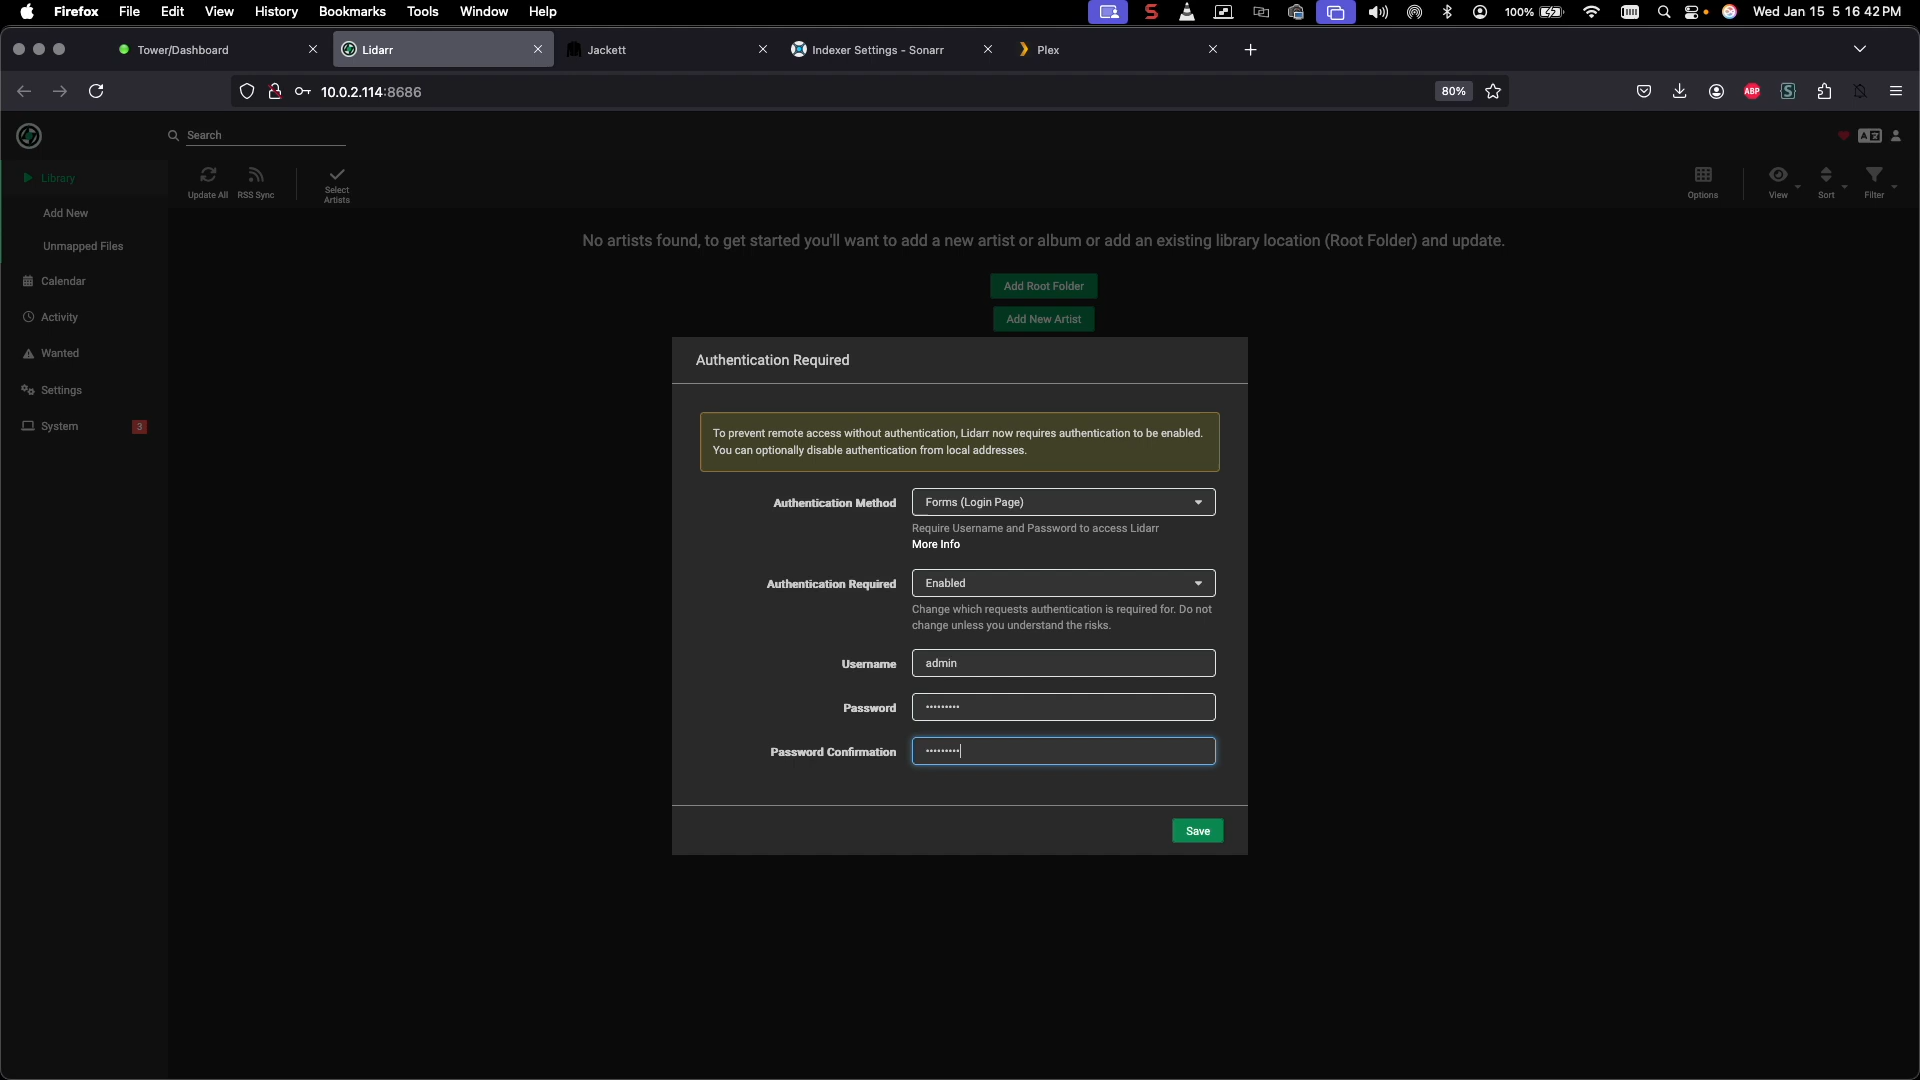 Firefox File Edit View History Bookmarks Tools Window Help 100% Wed Jan 15 5 16 42 PM
Tower/Dashboard Lidarr Jackett Indexer Settings - Sonarr Plex
10.0.2.114:8686 80% ABP
Search
Library
Update All RSS Sync Select Artists Options View Sort Filter
Add New
Unmapped Files
Calendar
Activity
Wanted
Settings
System 3
No artists found, to get started you'll want to add a new artist or album or add an existing library location (Root Folder) and update.
Add Root Folder
Add New Artist
Authentication Required
To prevent remote access without authentication, Lidarr now requires authentication to be enabled.
You can optionally disable authentication from local addresses.
Authentication Method Forms (Login Page)
Require Username and Password to access Lidarr
More Info
Authentication Required Enabled
Change which requests authentication is required for. Do not
change unless you understand the risks.
Username admin
Password •••••••••
Password Confirmation •••••••••
Save